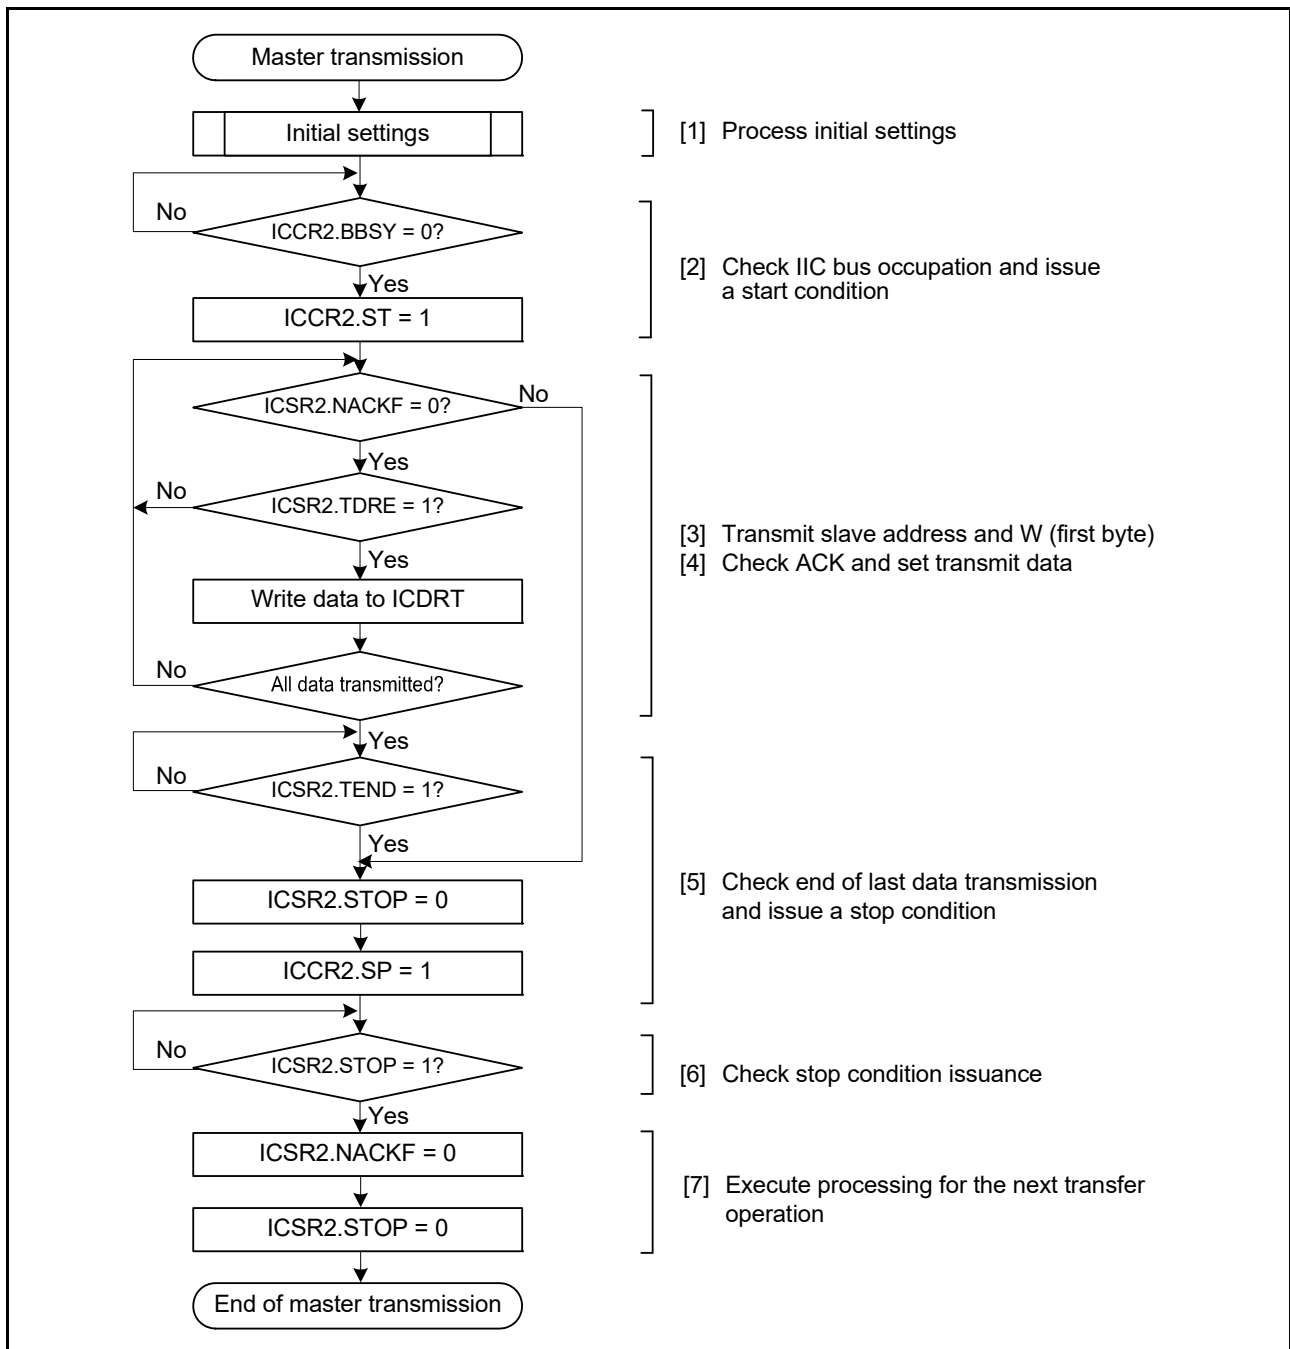 Master transmission
Initial settings
[1] Process initial settings
No
ICCR2.BBSY = 0?
Yes
[2] Check IIC bus occupation and issue
a start condition
ICCR2.ST = 1
ICSR2.NACKF = 0?
No
Yes
No
ICSR2.TDRE = 1?
Yes
[3] Transmit slave address and W (first byte)
[4] Check ACK and set transmit data
Write data to ICDRT
No
All data transmitted?
Yes
No
ICSR2.TEND = 1?
Yes
ICSR2.STOP = 0
[5] Check end of last data transmission
and issue a stop condition
ICCR2.SP = 1
No
ICSR2.STOP = 1?
[6] Check stop condition issuance
Yes
ICSR2.NACKF = 0
[7] Execute processing for the next transfer
operation
ICSR2.STOP = 0
End of master transmission